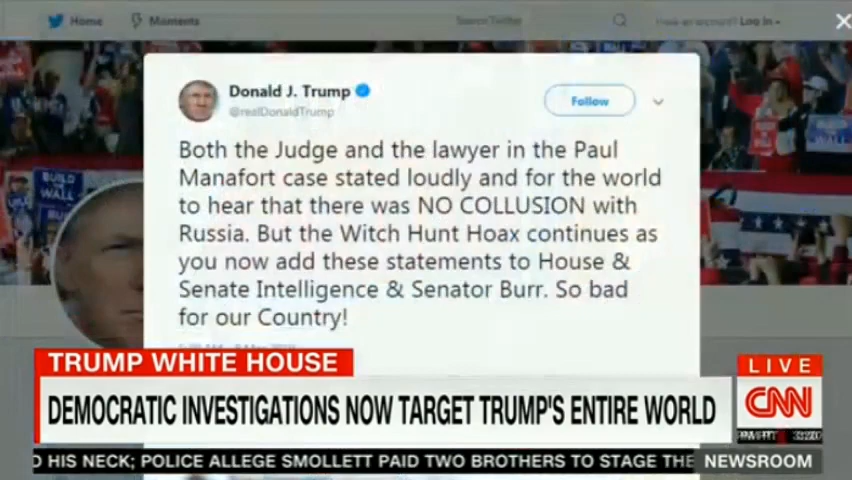 Home
Moments
Search Twitter
Have an account? Log in
Donald J. Trump
@realDonaldTrump
Follow
Both the Judge and the lawyer in the Paul
Manafort case stated loudly and for the world
to hear that there was NO COLLUSION with
Russia. But the Witch Hunt Hoax continues as
you now add these statements to House &
Senate Intelligence & Senator Burr. So bad
for our Country!
BUILD THE WALL
TRUMP WHITE HOUSE
DEMOCRATIC INVESTIGATIONS NOW TARGET TRUMP'S ENTIRE WORLD
LIVE
CNN
D HIS NECK; POLICE ALLEGE SMOLLETT PAID TWO BROTHERS TO STAGE THE
NEWSROOM